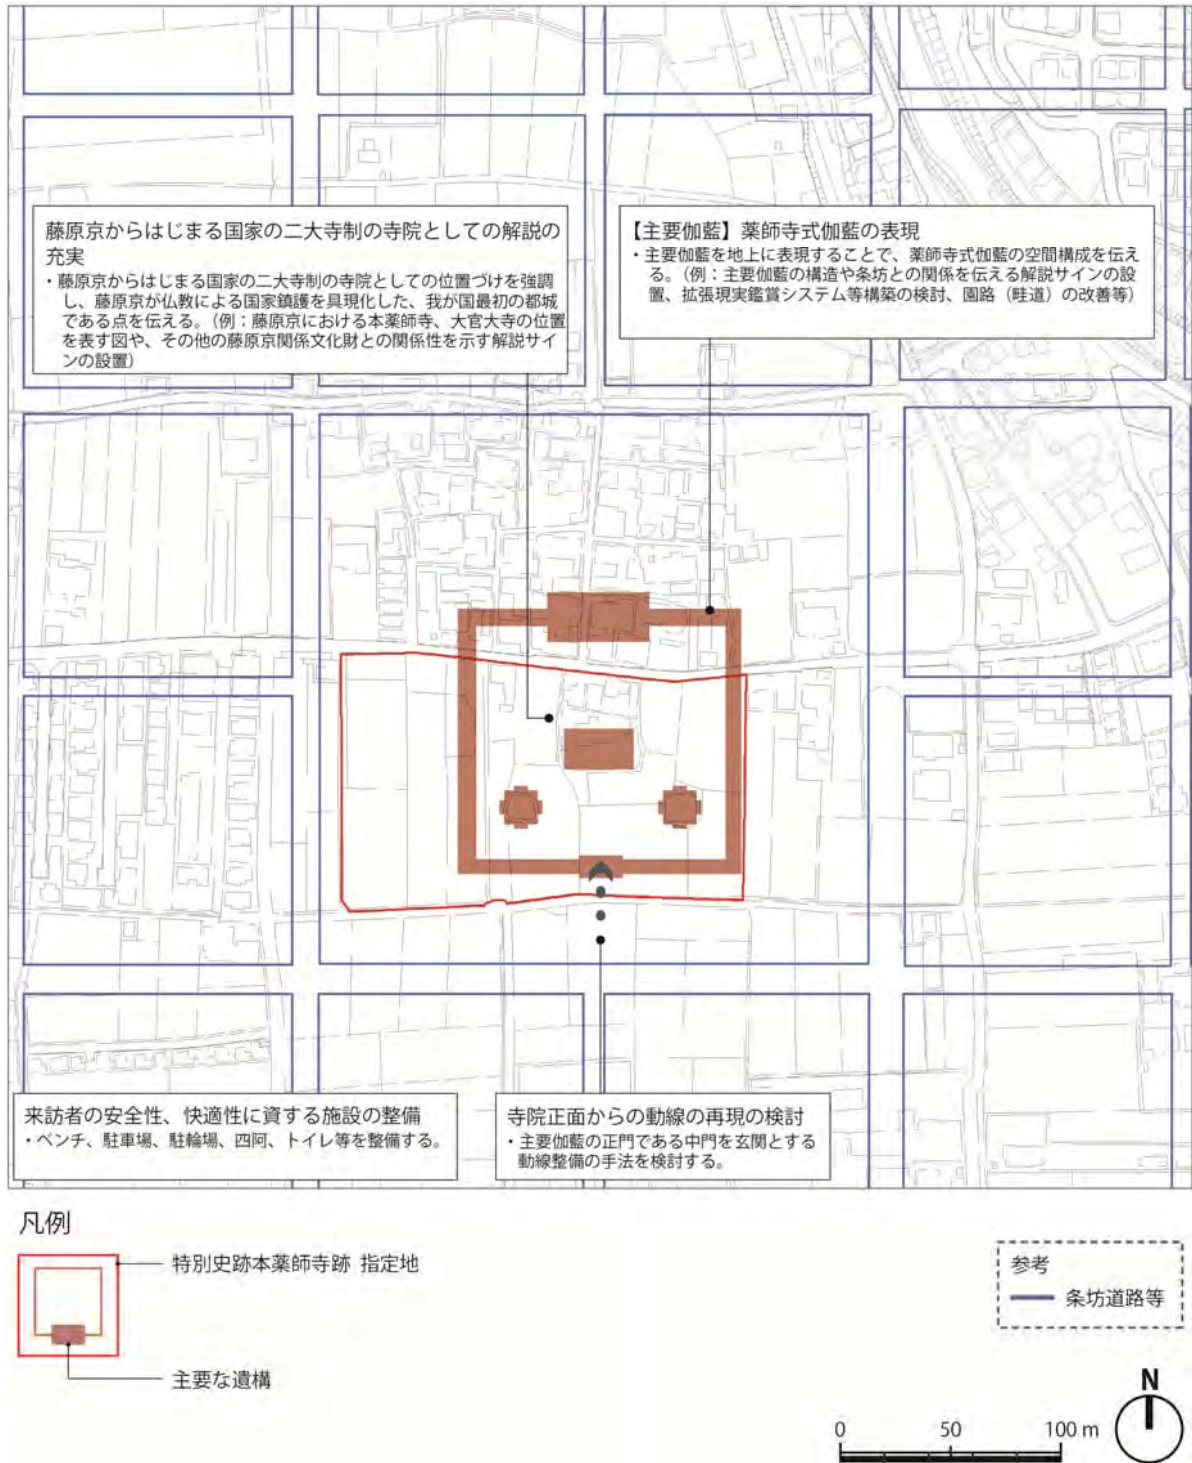 藤原京からはじまる国家の二大寺制の寺院としての解説の
充実
・藤原京からはじまる国家の二大寺制の寺院としての位置づけを強調
し、藤原京が仏教による国家鎮護を具現化した、我が国最初の都城
である点を伝える。（例：藤原京における本薬師寺、大官大寺の位置
を表す図や、その他の藤原京関係文化財との関係性を示す解説サイ
ンの設置）
【主要伽藍】薬師寺式伽藍の表現
・主要伽藍を地上に表現することで、薬師寺式伽藍の空間構成を伝え
る。（例：主要伽藍の構造や条坊との関係を伝える解説サインの設
置、拡張現実鑑賞システム等構築の検討、園路（畦道）の改善等）
来訪者の安全性、快適性に資する施設の整備
・ベンチ、駐車場、駐輪場、四阿、トイレ等を整備する。
寺院正面からの動線の再現の検討
・主要伽藍の正門である中門を玄関とする
動線整備の手法を検討する。
凡例
特別史跡本薬師寺跡 指定地
主要な遺構
参考
条坊道路等
N
0 50 100 m